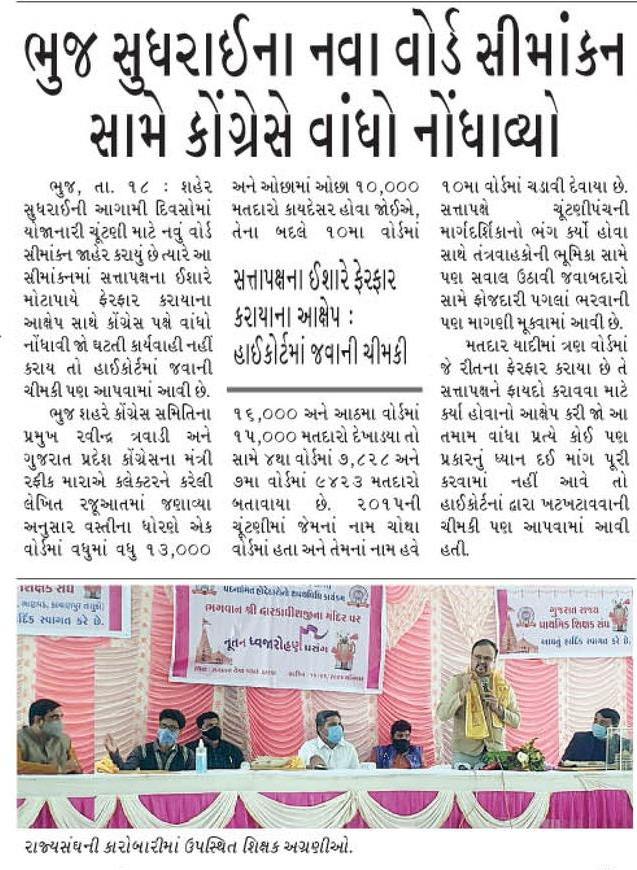 ભુજ સુધરાઈના નવા વોર્ડ સીમાંકન
સામે કોંગ્રેસે વાંધો નોંધાવ્યો
ભુજ, તા. ૧૮ : શહેર
સુધરાઈની આગામી દિવસોમાં
યોજાનારી ચૂંટણી માટે નવું વોર્ડ
સીમાંકન જાહેર કરાયું છે ત્યારે આ
સીમાંકનમાં સત્તાપક્ષના ઈશારે
મોટાપાયે ફેરફાર કરાયાના
આક્ષેપ સાથે કોંગ્રેસ પક્ષે વાંધો
નોંધાવી જો ઘટતી કાર્યવાહી નહીં
કરાય તો હાઈકોર્ટમાં જવાની
ચીમકી પણ આપવામાં આવી છે.
ભુજ શહરે કોંગ્રેસ સમિતિના
પ્રમુખ રવીન્દ્ર ત્રવાડી અને
ગુજરાત પ્રદેશ કોંગ્રેસના મંત્રી
રફીક મારાએ કલેક્ટરને કરેલી
લેખિત રજૂઆતમાં જણાવ્યા
અનુસાર વસ્તીના ધોરણે એક
વોર્ડમાં વધુમાં વધુ ૧૩,૦૦૦
અને ઓછામાં ઓછા ૧૦,૦૦૦
મતદારો કાયદેસર હોવા જોઈએ,
તેના બદલે ૧૦મા વોર્ડમાં
સત્તાપક્ષના ઈશારે ફેરફાર
કરાયાના આક્ષેપ :
હાઈકોર્ટમાં જવાની ચીમકી
૧૬,૦૦૦ અને આઠમા વોર્ડમાં
૧૫,૦૦૦ મતદારો દેખાડયા તો
સામે ૪થા વોર્ડમાં ૭,૮૨૮ અને
૭મા વોર્ડમાં ૯૪૨૩ મતદારો
બતાવાયા છે. ૨૦૧૫ની
ચૂંટણીમાં જેમનાં નામ ચોથા
વોર્ડમાં હતા અને તેમનાં નામ હવે
૧૦મા વોર્ડમાં ચડાવી દેવાયા છે.
સત્તાપક્ષે ચૂંટણીપંચની
માર્ગદર્શિકાનો ભંગ કર્યો હોવા
સાથે તંત્રવાહકોની ભૂમિકા સામે
પણ સવાલ ઉઠાવી જવાબદારો
સામે ફોજદારી પગલાં ભરવાની
પણ માગણી મૂકવામાં આવી છે.
મતદાર યાદીમાં ત્રણ વોર્ડમાં
જે રીતના ફેરફાર કરાયા છે તે
સત્તાપક્ષને ફાયદો કરાવવા માટે
કર્યા હોવાનો આક્ષેપ કરી જો આ
તમામ વાંધા પ્રત્યે કોઈ પણ
પ્રકારનું ધ્યાન દઈ માંગ પૂરી
કરવામાં નહીં આવે તો
હાઈકોર્ટનાં દ્વારા ખટખટાવવાની
ચીમકી પણ આપવામાં આવી
હતી.
શિક્ષક સંઘ
હાર્દિક સ્વાગત કરે છે.
ભગવાન શ્રી દ્વારકાધીશજીના મંદિર પર
નૂતન ધ્વજારોહણ પ્રસંગ
ગુજરાત રાજ્ય
પ્રાથમિક શિક્ષક સંઘ
આપનું હાર્દિક સ્વાગત કરે છે.
રાજ્યસંઘની કારોબારીમાં ઉપસ્થિત શિક્ષક અગ્રણીઓ.